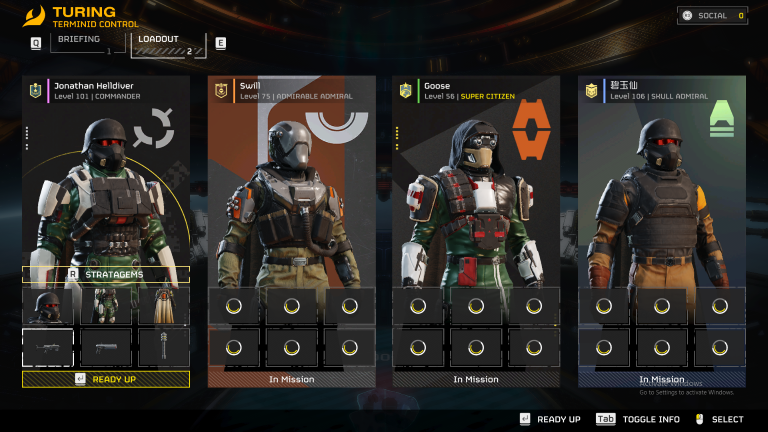 TURING
TERMINID CONTROL
SOCIAL 0
Q
BRIEFING
1
LOADOUT
2
E
Jonathan Helldiver
Level 101 | COMMANDER
Swill
Level 75 | ADMIRABLE ADMIRAL
Goose
Level 56 | SUPER CITIZEN
碧玉仙
Level 106 | SKULL ADMIRAL
R STRATAGEMS
READY UP
In Mission
In Mission
In Mission
Activate Windows
Go to Settings to activate Windows.
READY UP
Tab TOGGLE INFO
SELECT